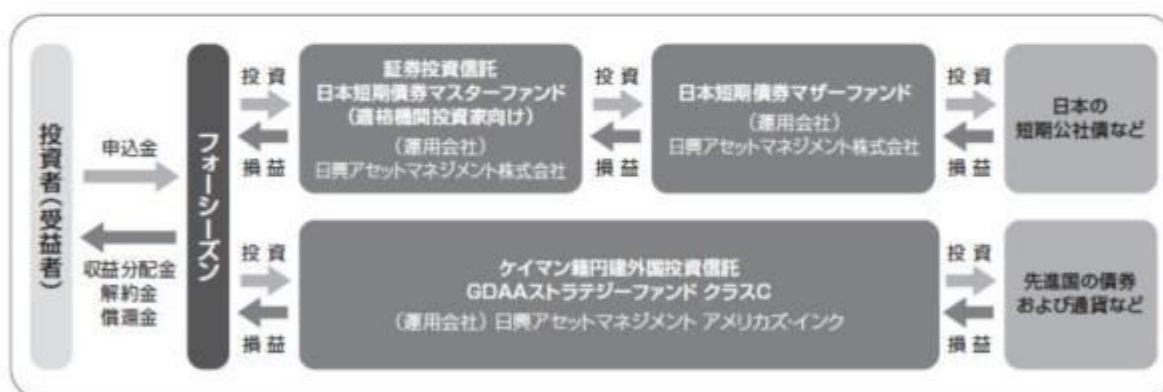 投資者(受益者)
申込金
収益分配金
解約金
償還金
フォーシーズン
投資
損益
証券投資信託
日本短期債券マスターファンド
(適格機関投資家向け)
(運用会社)
日興アセットマネジメント株式会社
投資
損益
日本短期債券マザーファンド
(運用会社)
日興アセットマネジメント株式会社
投資
損益
日本の
短期公社債など
投資
損益
ケイマン籍円建外国投資信託
GDAAストラテジーファンド クラスC
(運用会社) 日興アセットマネジメント アメリカズ・インク
投資
損益
先進国の債券
および通貨など